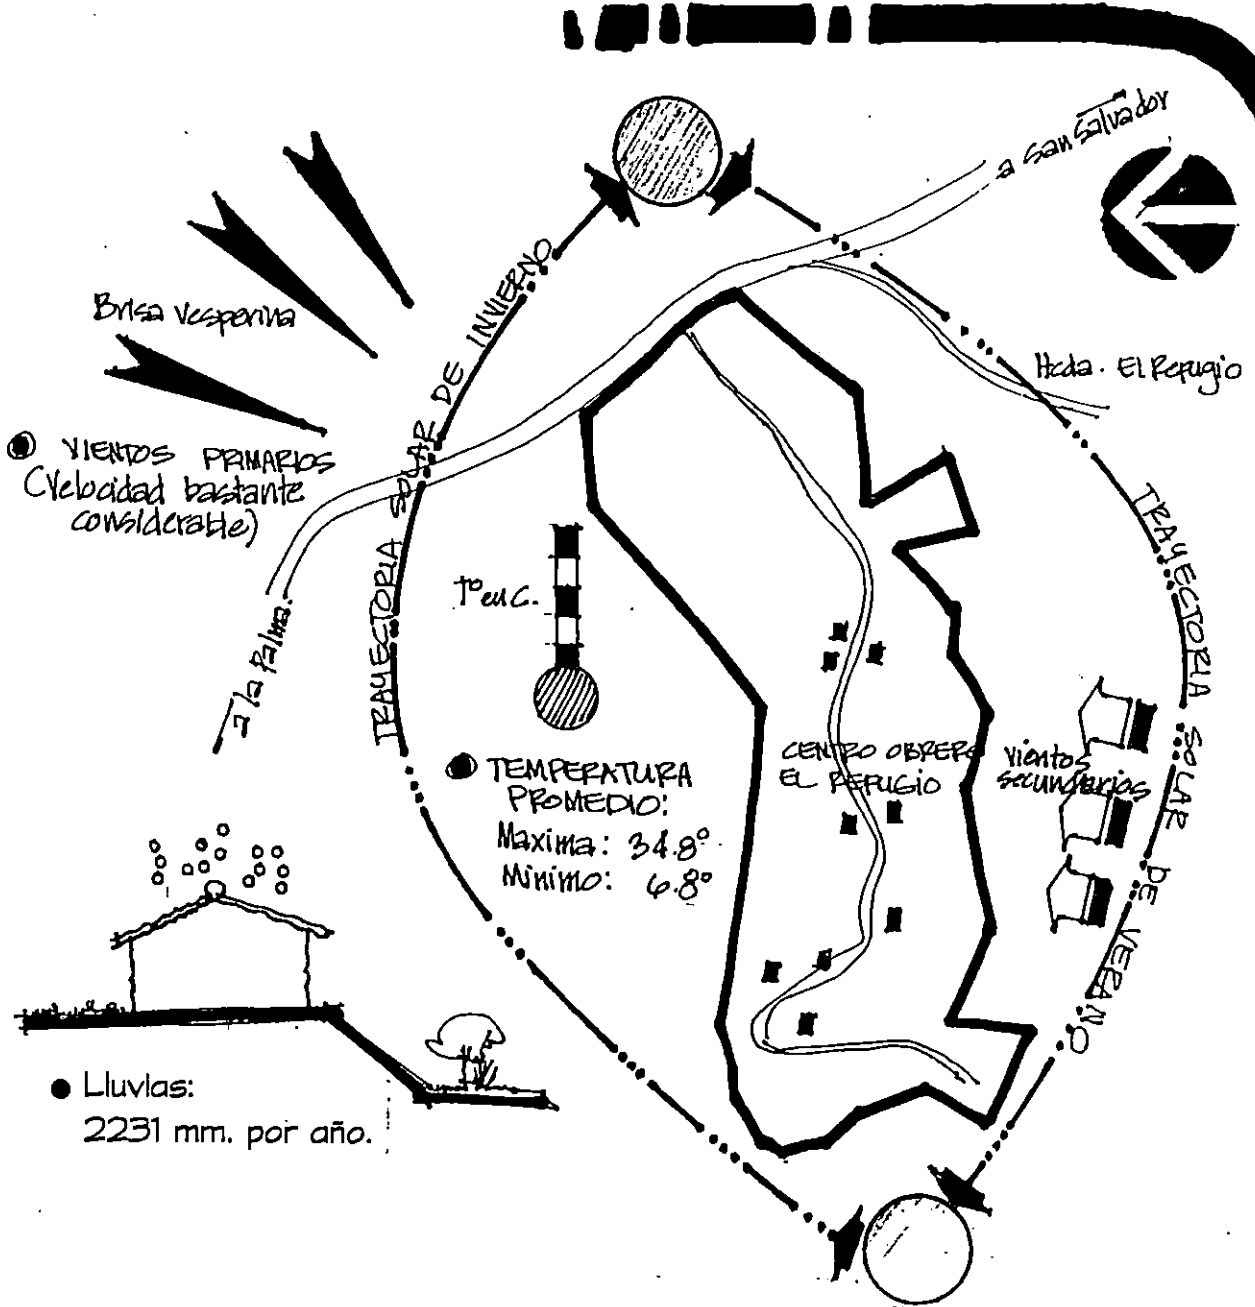 a San Salvador
Brisa Vesperina
Hcda. El Refugio
VIENTOS PRIMARIOS
(Velocidad bastante
considerable)
TRAYECTORIA SOLAR DE INVIERNO
TRAYECTORIA SOLAR DE VERANO
a la Palma.
Tº en C.
TEMPERATURA
PROMEDIO:
Maxima: 34.8°
Minimo: 6.8°
CENTRO OBRERO
EL REFUGIO
Vientos
secundarios
Lluvias:
2231 mm. por año.